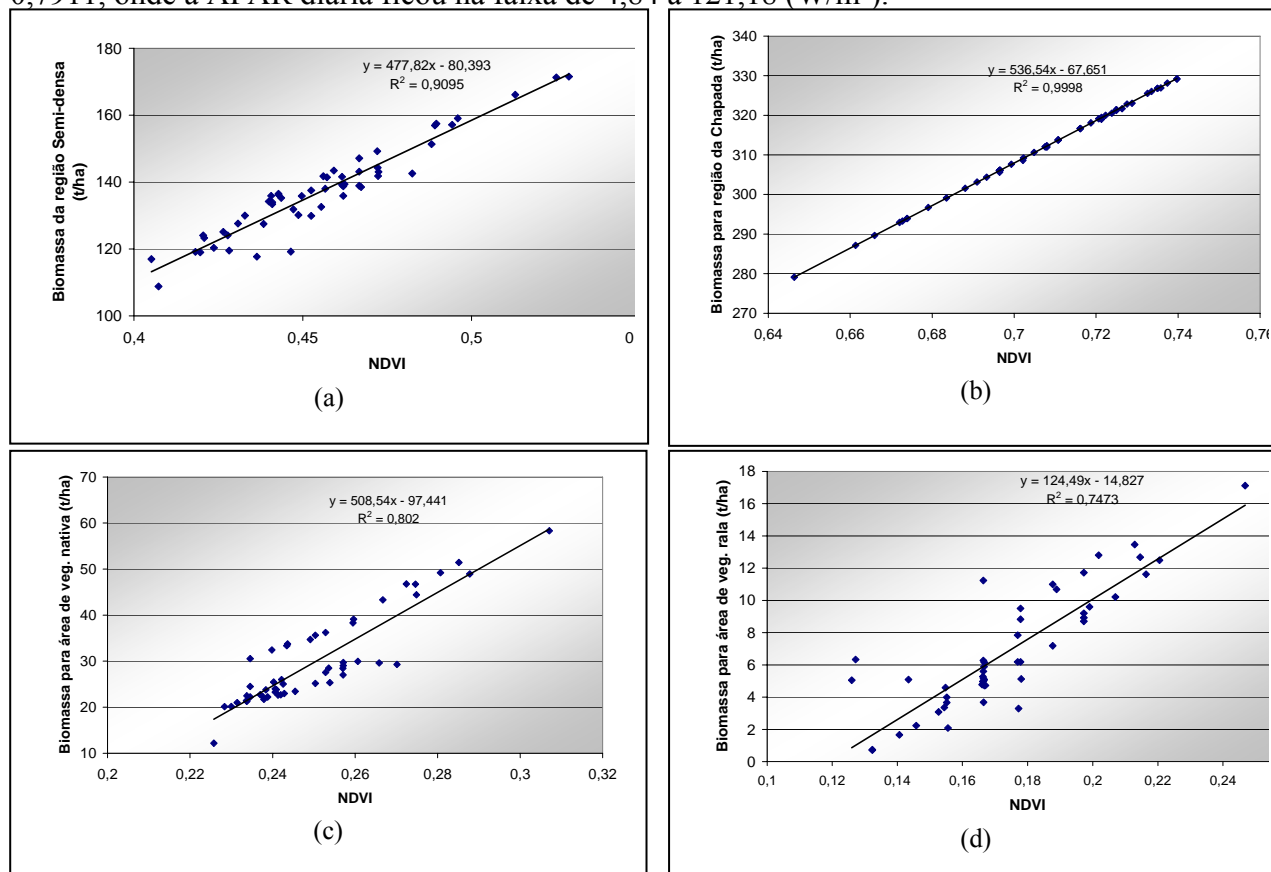 0,7911, onde a APAR diária ficou na faixa de 4,84 a 121,18 (W/m²).
Biomassa da região Semi-densa
(t/ha)
180
160
140
120
100
y = 477,82x - 80,393
R² = 0,9095
0,4 0,45 0,5 0
NDVI
(a)
Biomassa para região da Chapada (t/ha)
340
330
320
310
300
290
280
270
y = 536,54x - 67,651
R² = 0,9998
0,64 0,66 0,68 0,7 0,72 0,74 0,76
NDVI
(b)
Biomassa para área de veg. nativa (t/ha)
70
60
50
40
30
20
10
y = 508,54x - 97,441
R² = 0,802
0,2 0,22 0,24 0,26 0,28 0,3 0,32
NDVI
(c)
Biomassa para área de veg. rala (t/ha)
18
16
14
12
10
8
6
4
2
0
y = 124,49x - 14,827
R² = 0,7473
0,1 0,12 0,14 0,16 0,18 0,2 0,22 0,24
NDVI
(d)